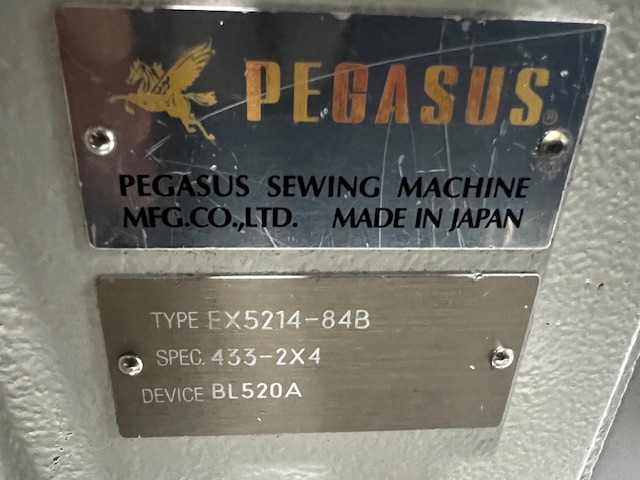 PEGASUS®
PEGASUS SEWING MACHINE
MFG.CO.,LTD. MADE IN JAPAN
TYPE EX5214-84B
SPEC. 433-2X4
DEVICE BL520A